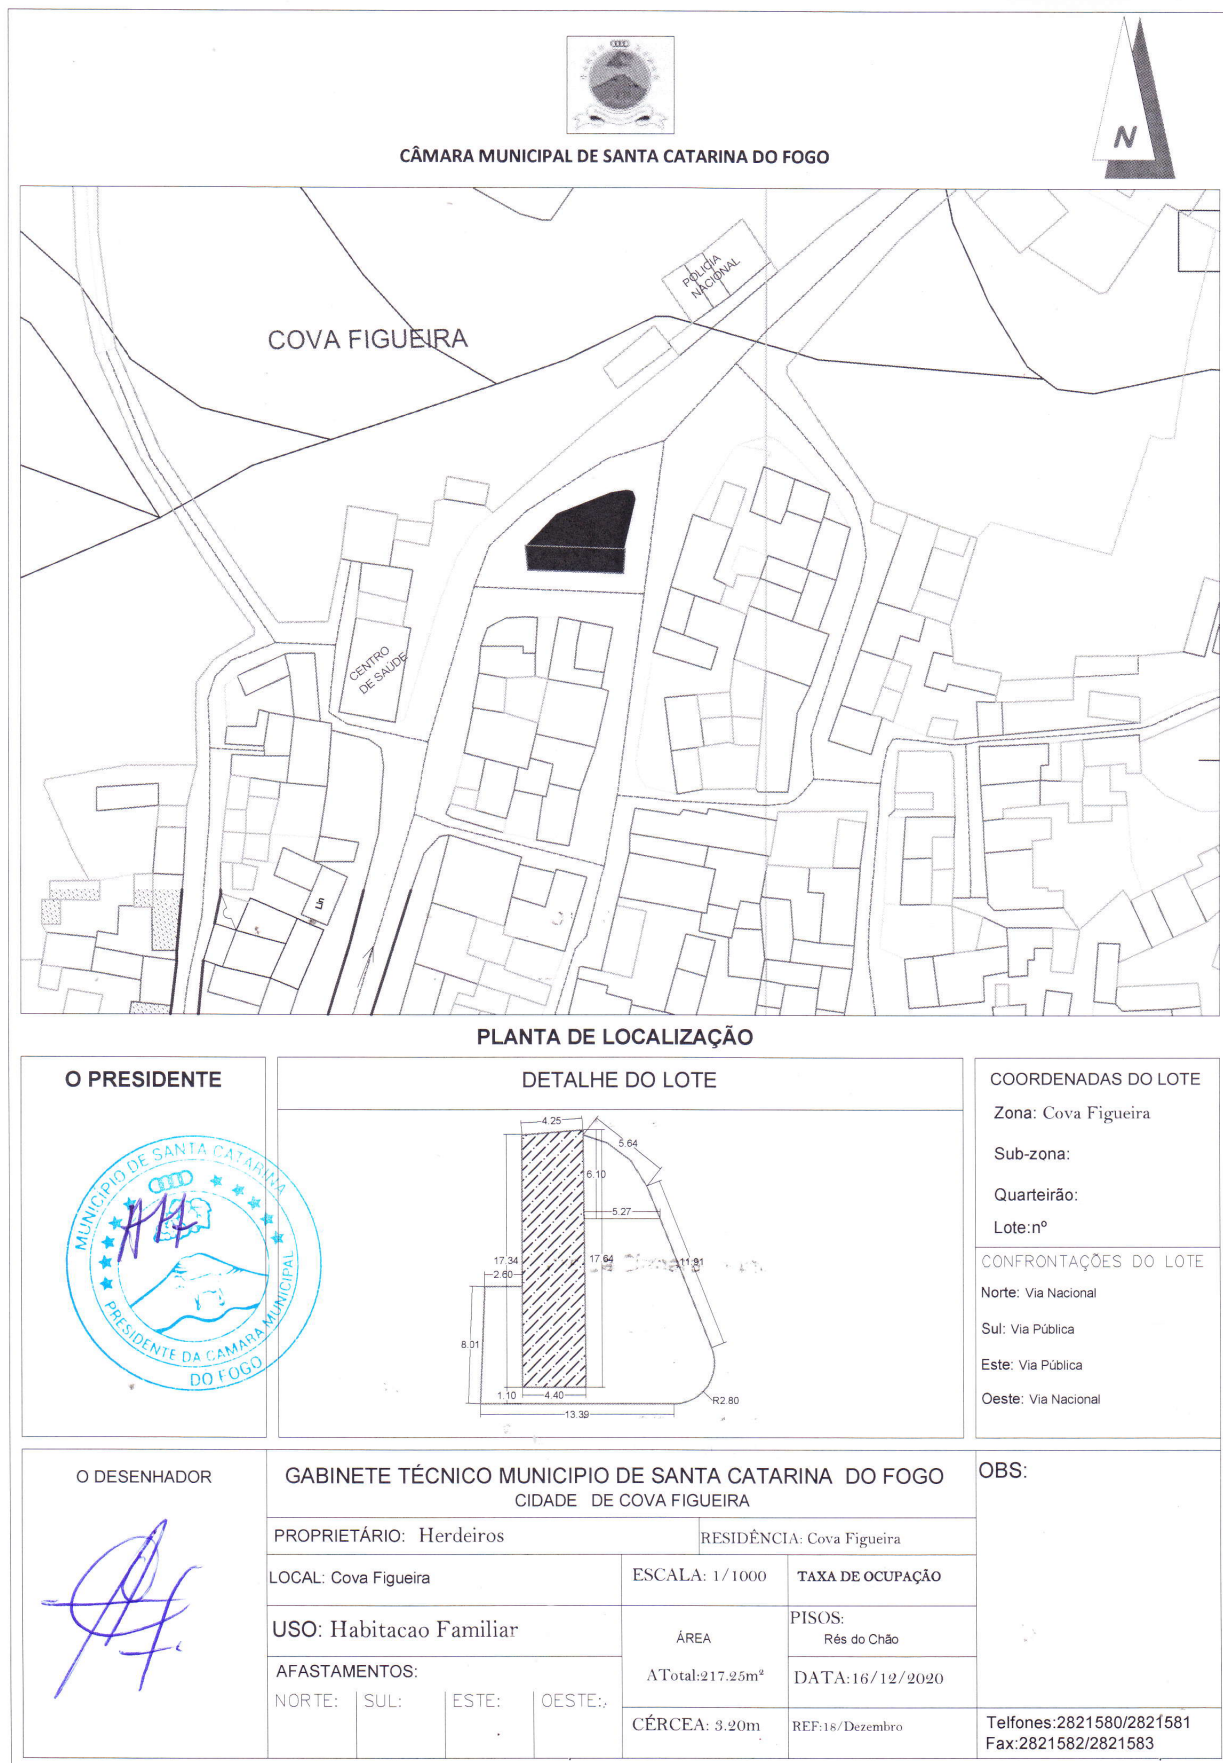 CÂMARA MUNICIPAL DE SANTA CATARINA DO FOGO
N
POLICIA
NACIONAL
COVA FIGUEIRA
CENTRO
DE SAÚDE
Lin
PLANTA DE LOCALIZAÇÃO
O PRESIDENTE
MUNICÍPIO DE SANTA CATARINA
DO FOGO
PRESIDENTE DA CAMARA MUNICIPAL
DETALHE DO LOTE
4.25
5.64
6.10
5.27
17.34
17.64
11.91
2.60
8.01
1.10
4.40
R2.80
13.39
COORDENADAS DO LOTE
Zona: Cova Figueira
Sub-zona:
Quarteirão:
Lote:nº
CONFRONTAÇÕES DO LOTE
Norte: Via Nacional
Sul: Via Pública
Este: Via Pública
Oeste: Via Nacional
O DESENHADOR
GABINETE TÉCNICO MUNICIPIO DE SANTA CATARINA DO FOGO
CIDADE DE COVA FIGUEIRA
PROPRIETÁRIO: Herdeiros
RESIDÊNCIA: Cova Figueira
LOCAL: Cova Figueira
ESCALA: 1/1000
TAXA DE OCUPAÇÃO
USO: Habitacao Familiar
ÁREA
ATotal:217.25m²
PISOS:
Rés do Chão
AFASTAMENTOS:
NORTE: SUL: ESTE: OESTE:
DATA:16/12/2020
CÉRCEA: 3.20m
REF:18/Dezembro
OBS:
Telfones:2821580/2821581
Fax:2821582/2821583